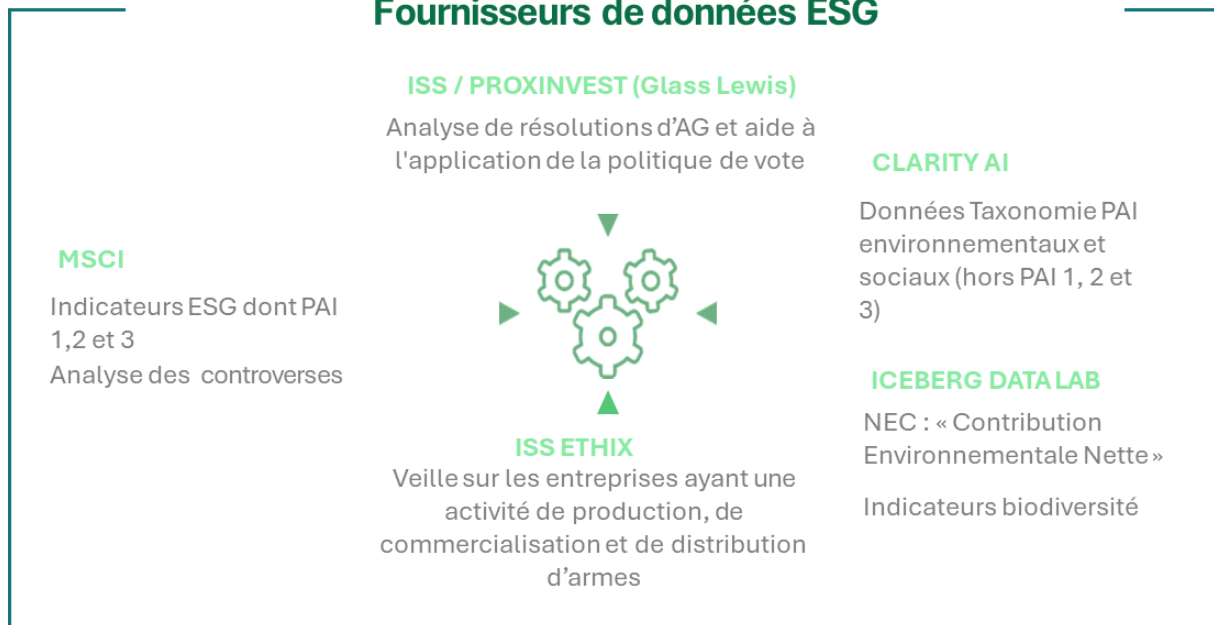 Fournisseurs de données ESG
ISS / PROXINVEST (Glass Lewis)
Analyse de résolutions d’AG et aide à
l'application de la politique de vote
MSCI
Indicateurs ESG dont PAI
1,2 et 3
Analyse des controverses
CLARITY AI
Données Taxonomie PAI
environnementaux et
sociaux (hors PAI 1, 2 et
3)
ICEBERG DATA LAB
NEC : « Contribution
Environnementale Nette »
Indicateurs biodiversité
ISS ETHIX
Veille sur les entreprises ayant une
activité de production, de
commercialisation et de distribution
d’armes